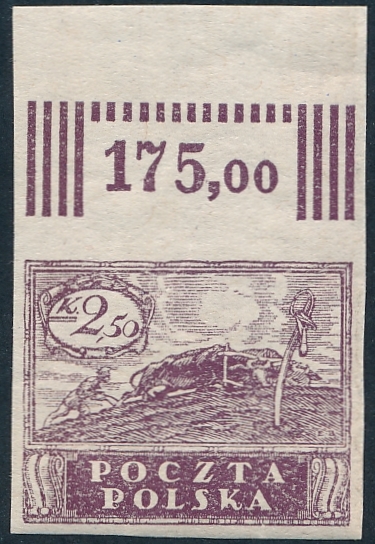 175,00
K. 2,50
POCZTA
POLSKA